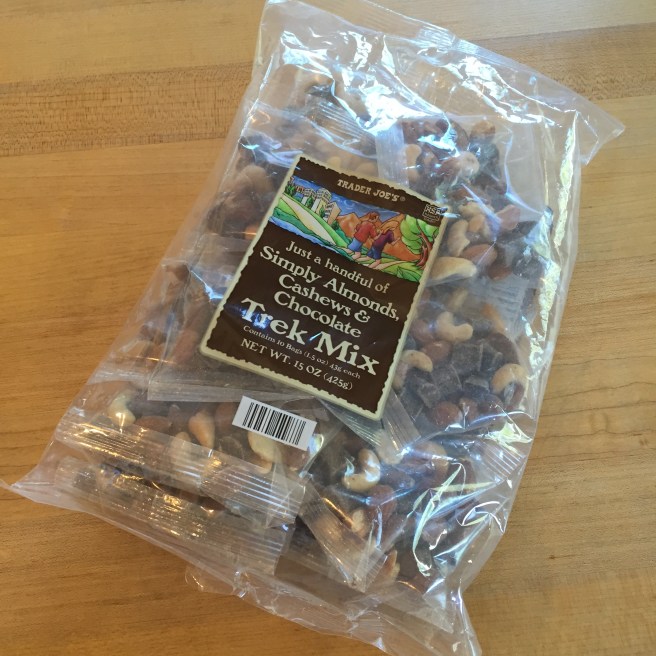 TRADER JOE'S®
Just a handful of
Simply Almonds,
Cashews &
Chocolate
Trek Mix
Contains 10 Bags (1.5 oz) 43g each
NET WT. 15 OZ (425g)